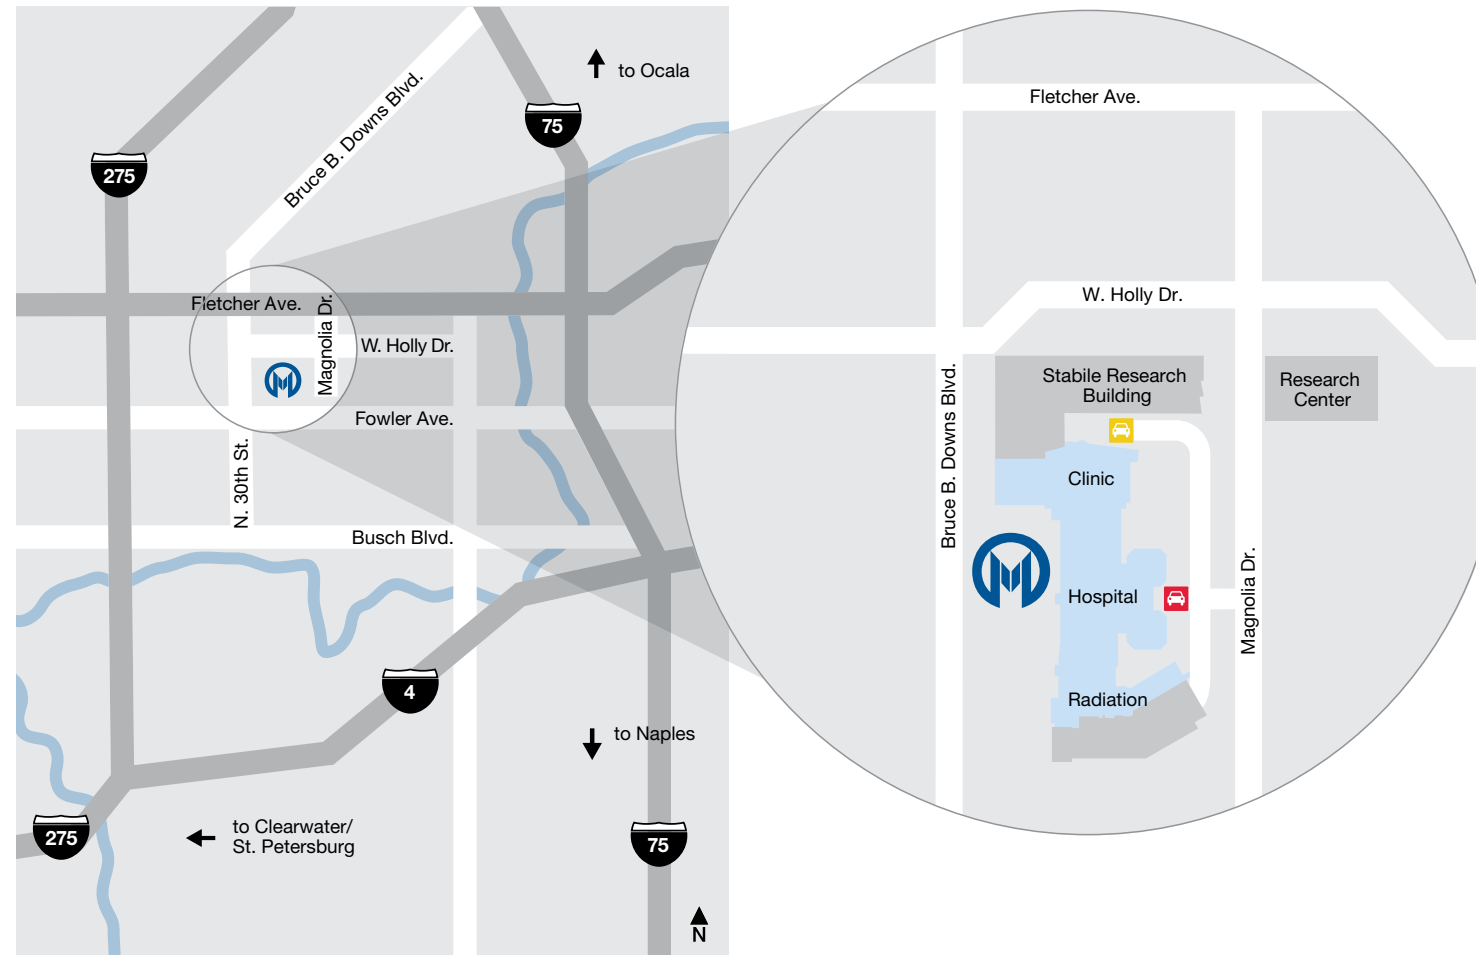 to Ocala
Bruce B. Downs Blvd.
75
275
Fletcher Ave.
Magnolia Dr.
W. Holly Dr.
Fowler Ave.
N. 30th St.
Busch Blvd.
4
to Naples
275
to Clearwater/
St. Petersburg
75
N
Fletcher Ave.
W. Holly Dr.
Bruce B. Downs Blvd.
Stabile Research
Building
Research
Center
Clinic
Hospital
Magnolia Dr.
Radiation